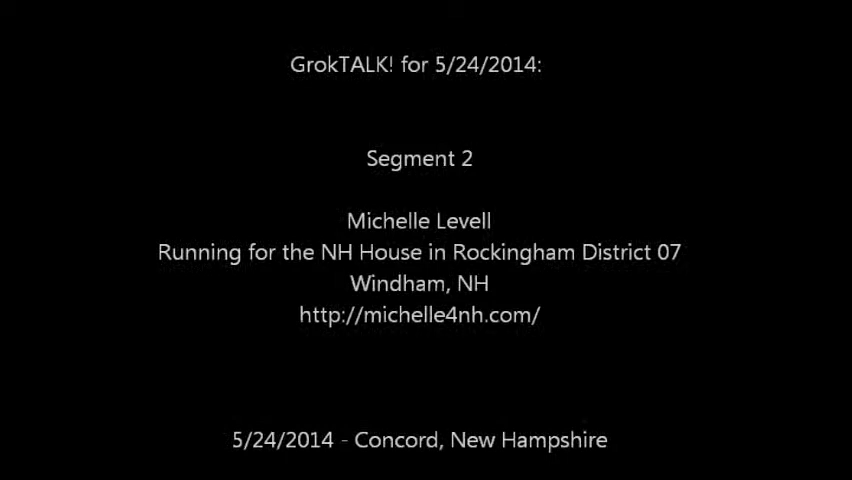 GrokTALK! for 5/24/2014:
Segment 2
Michelle Levell
Running for the NH House in Rockingham District 07
Windham, NH
http://michelle4nh.com/
5/24/2014 - Concord, New Hampshire